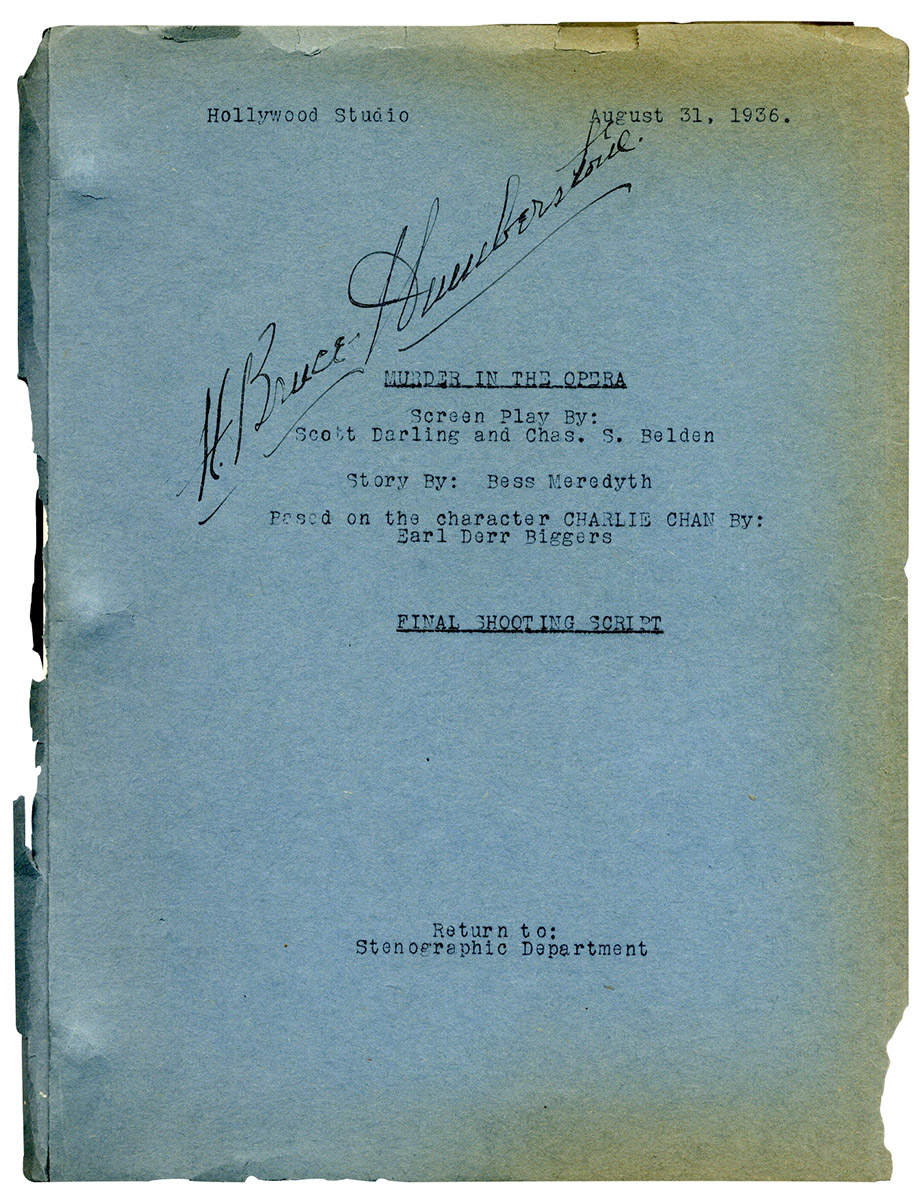 Hollywood Studio August 31, 1936.
H. Bruce Humberstone.
MURDER IN THE OPERA
Screen Play By:
Scott Darling and Chas. S. Belden
Story By: Bess Meredyth
Based on the character CHARLIE CHAN By:
Earl Derr Biggers
FINAL SHOOTING SCRIPT
Return to:
Stenographic Department